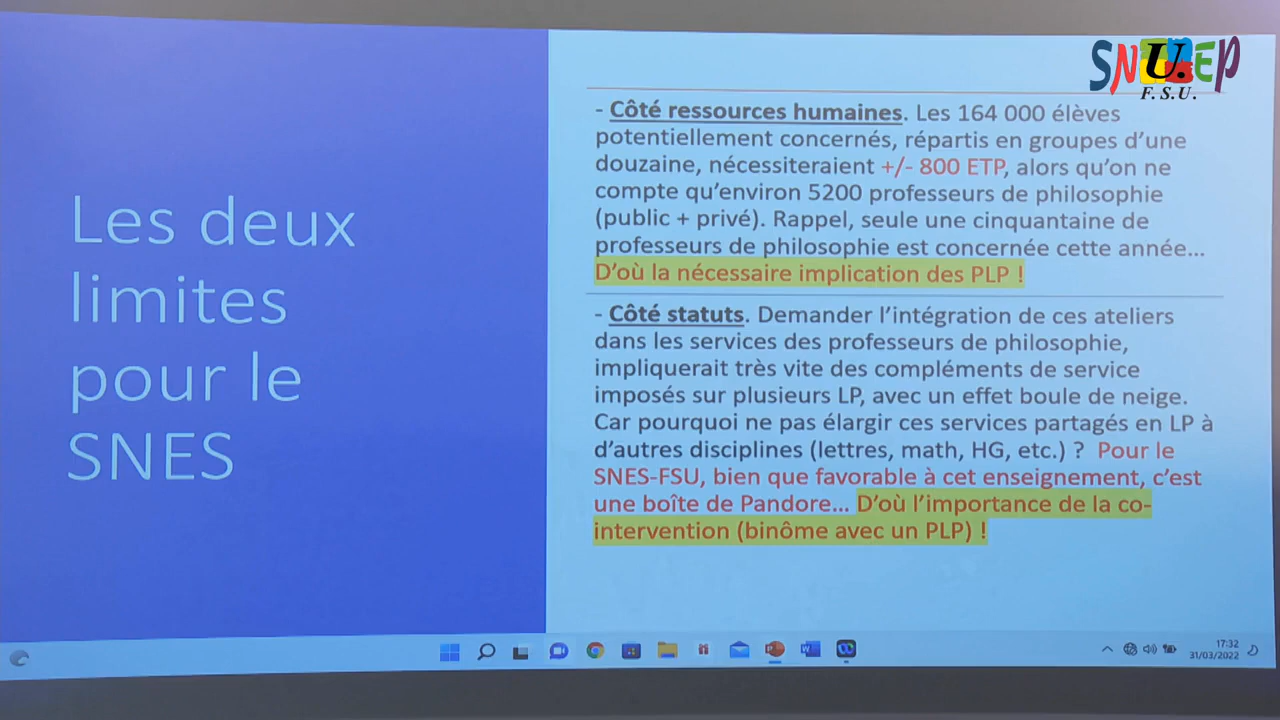 SNU.EP
F.S.U.
Les deux
limites
pour le
SNES
- Côté ressources humaines. Les 164 000 élèves
potentiellement concernés, répartis en groupes d’une
douzaine, nécessiteraient +/- 800 ETP, alors qu’on ne
compte qu’environ 5200 professeurs de philosophie
(public + privé). Rappel, seule une cinquantaine de
professeurs de philosophie est concernée cette année...
D’où la nécessaire implication des PLP !
- Côté statuts. Demander l’intégration de ces ateliers
dans les services des professeurs de philosophie,
impliquerait très vite des compléments de service
imposés sur plusieurs LP, avec un effet boule de neige.
Car pourquoi ne pas élargir ces services partagés en LP à
d’autres disciplines (lettres, math, HG, etc.) ? Pour le
SNES-FSU, bien que favorable à cet enseignement, c’est
une boîte de Pandore... D’où l’importance de la co-
intervention (binôme avec un PLP) !
17:32
31/03/2022